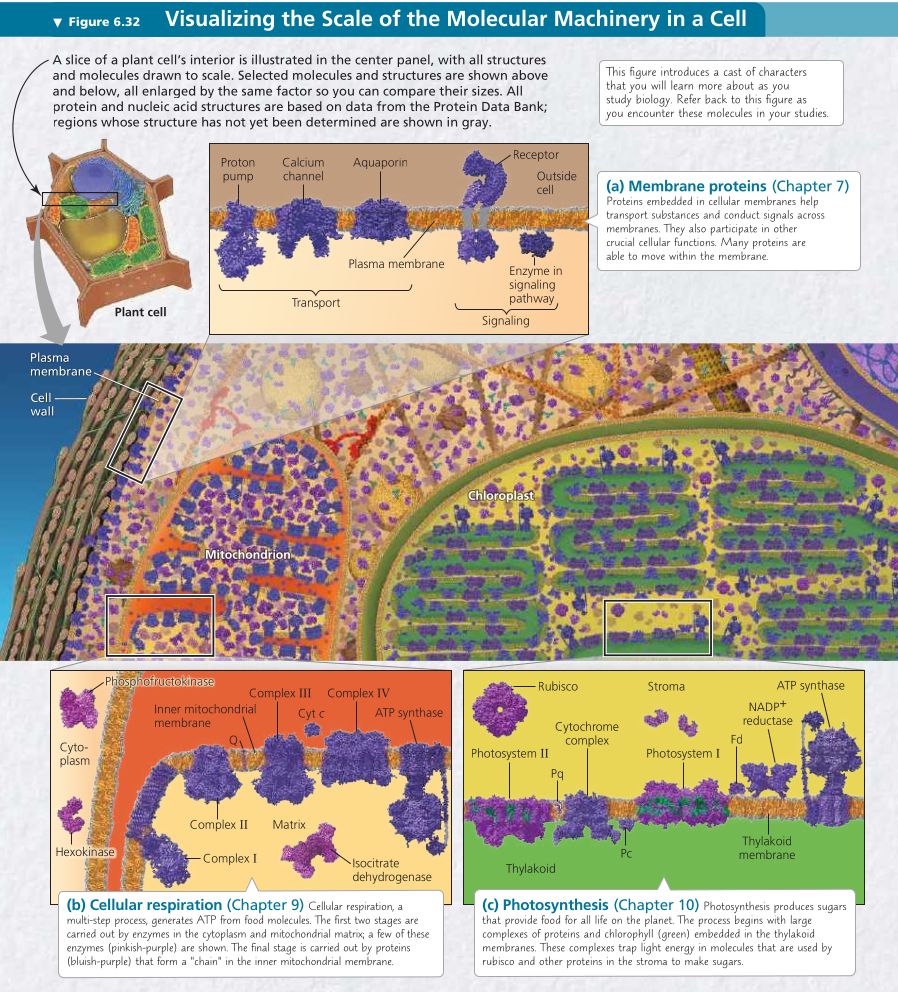 ▼ Figure 6.32 Visualizing the Scale of the Molecular Machinery in a Cell
A slice of a plant cell's interior is illustrated in the center panel, with all structures
and molecules drawn to scale. Selected molecules and structures are shown above
and below, all enlarged by the same factor so you can compare their sizes. All
protein and nucleic acid structures are based on data from the Protein Data Bank;
regions whose structure has not yet been determined are shown in gray.
This figure introduces a cast of characters
that you will learn more about as you
study biology. Refer back to this figure as
you encounter these molecules in your studies.
Plant cell
Proton
pump
Calcium
channel
Aquaporin
Receptor
Outside
cell
Plasma membrane
Enzyme in
signaling
pathway
Transport
Signaling
(a) Membrane proteins (Chapter 7)
Proteins embedded in cellular membranes help
transport substances and conduct signals across
membranes. They also participate in other
crucial cellular functions. Many proteins are
able to move within the membrane.
Plasma
membrane
Cell
wall
Mitochondrion
Chloroplast
Phosphofructokinase
Cyto-
plasm
Hexokinase
Inner mitochondrial
membrane
Q
Complex III
Cyt c
Complex IV
ATP synthase
Complex II
Matrix
Complex I
Isocitrate
dehydrogenase
(b) Cellular respiration (Chapter 9) Cellular respiration, a
multi-step process, generates ATP from food molecules. The first two stages are
carried out by enzymes in the cytoplasm and mitochondrial matrix; a few of these
enzymes (pinkish-purple) are shown. The final stage is carried out by proteins
(bluish-purple) that form a "chain" in the inner mitochondrial membrane.
Rubisco
Stroma
ATP synthase
NADP+
reductase
Cytochrome
complex
Photosystem II
Photosystem I
Fd
Pq
Pc
Thylakoid
Thylakoid
membrane
(c) Photosynthesis (Chapter 10) Photosynthesis produces sugars
that provide food for all life on the planet. The process begins with large
complexes of proteins and chlorophyll (green) embedded in the thylakoid
membranes. These complexes trap light energy in molecules that are used by
rubisco and other proteins in the stroma to make sugars.